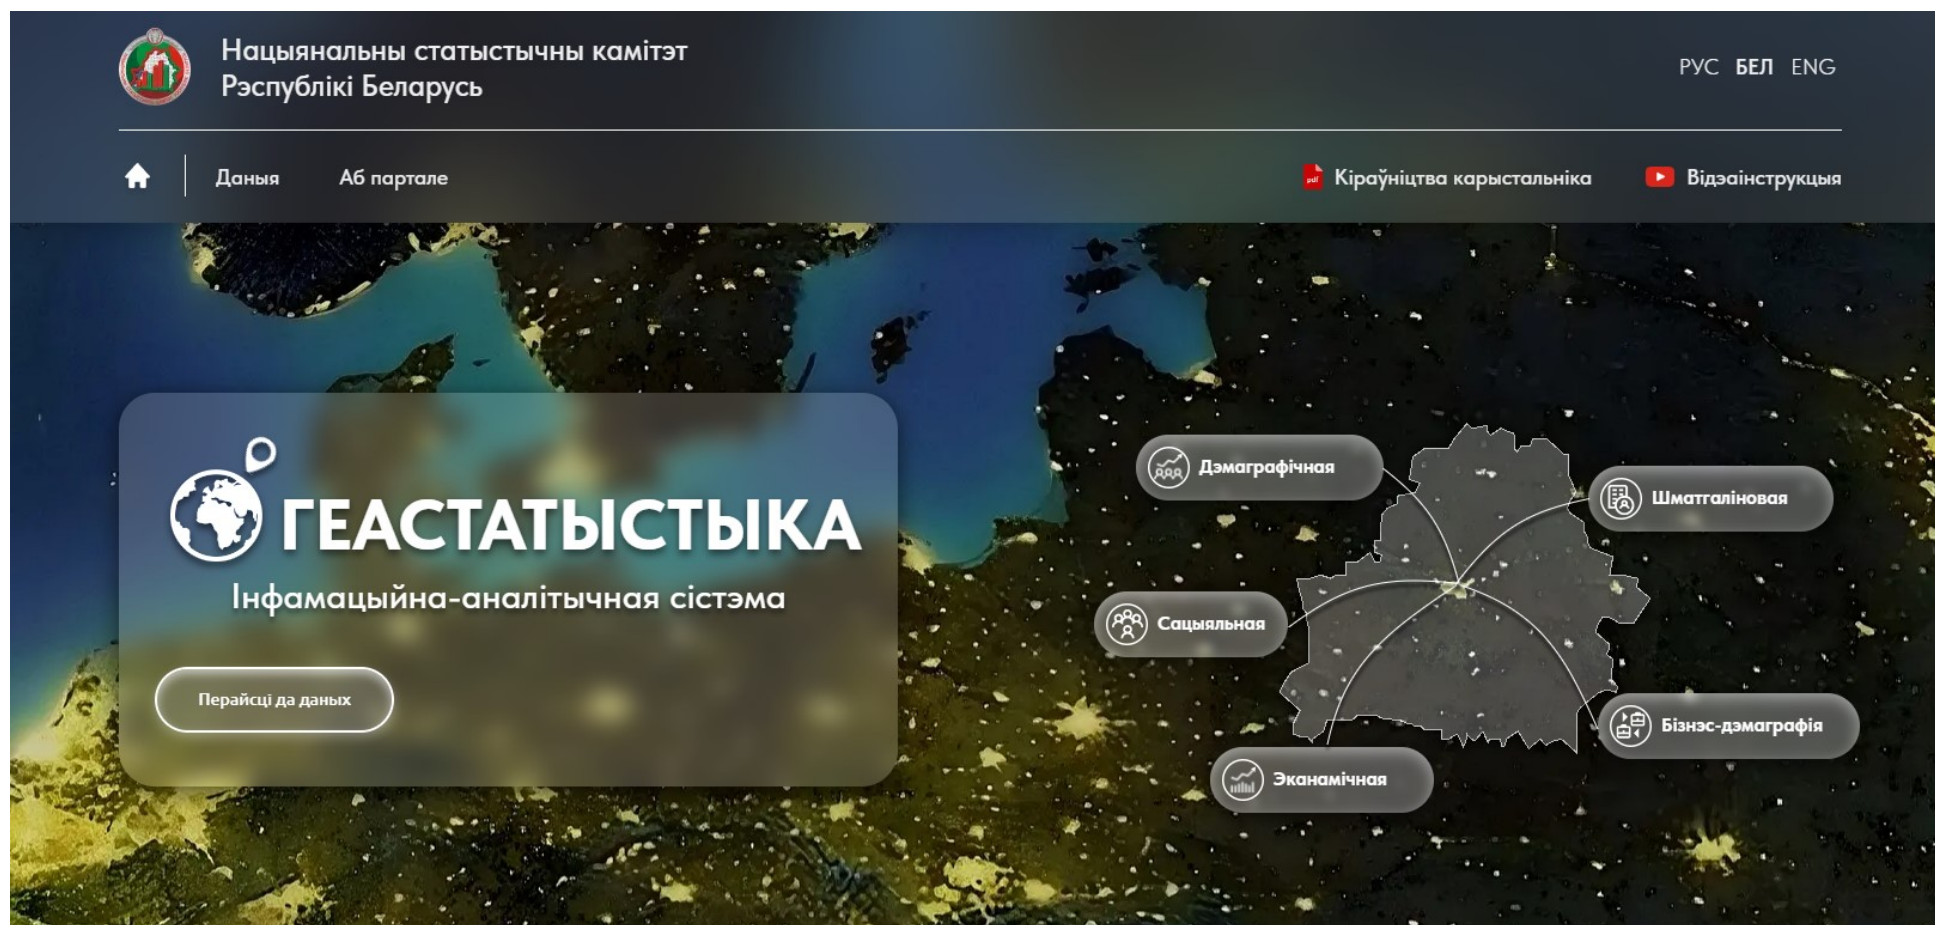 Нацыянальны статыстычны камітэт
Рэспублікі Беларусь
РУС БЕЛ ENG
Даныя
Аб партале
pdf
Кіраўніцтва карыстальніка
Відэаінструкцыя
Дэмаграфічная
Шматгаліновая
ГЕАСТАТЫСТЫКА
Інфамацыйна-аналітычная сістэма
Сацыяльная
Перайсці да даных
Бізнэс-дэмаграфія
Эканамічная